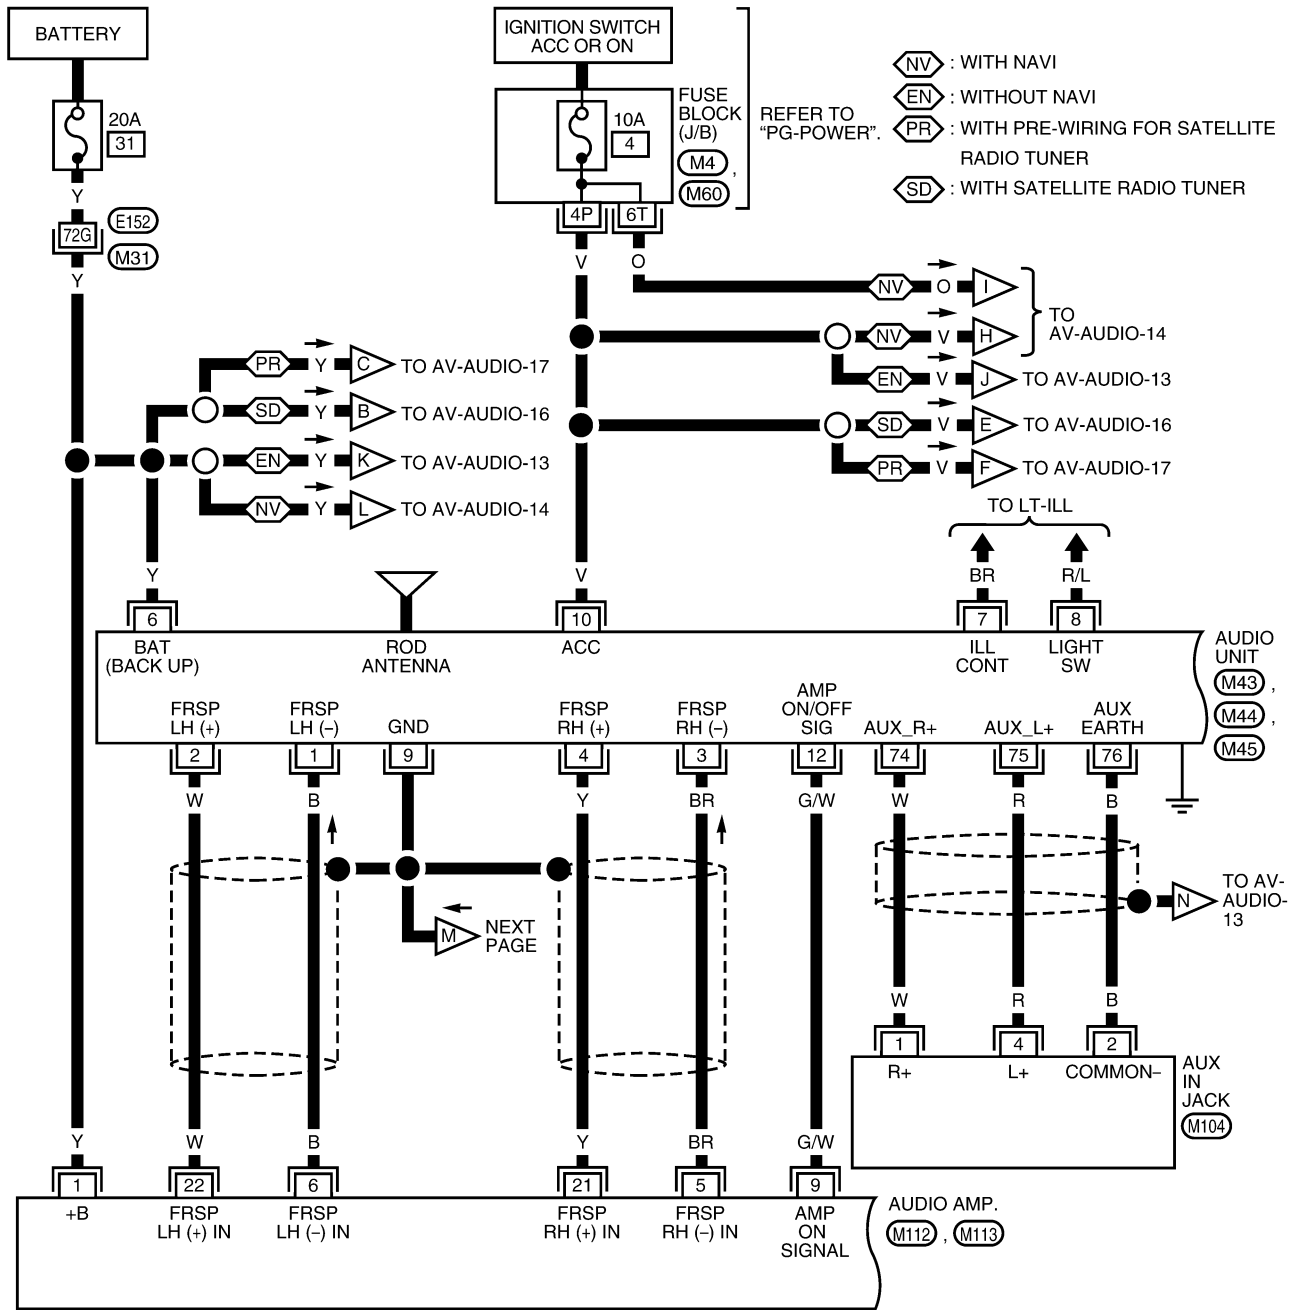 BATTERY
IGNITION SWITCH
ACC OR ON
20A
31
10A
4
FUSE
BLOCK
(J/B)
M4 ,
M60
REFER TO
“PG-POWER”.
NV : WITH NAVI
EN : WITHOUT NAVI
PR : WITH PRE-WIRING FOR SATELLITE
RADIO TUNER
SD : WITH SATELLITE RADIO TUNER
Y
72G
E152
M31
Y
4P
6T
V
O
NV O I
NV V H
TO
AV-AUDIO-14
EN V J TO AV-AUDIO-13
SD V E TO AV-AUDIO-16
PR V F TO AV-AUDIO-17
PR Y C TO AV-AUDIO-17
SD Y B TO AV-AUDIO-16
EN Y K TO AV-AUDIO-13
NV Y L TO AV-AUDIO-14
TO LT-ILL
Y
V
BR
R/L
6
10
7
8
BAT
(BACK UP)
ROD
ANTENNA
ACC
ILL
CONT
LIGHT
SW
AUDIO
UNIT
M43 ,
M44 ,
M45
FRSP
LH (+)
FRSP
LH (–)
GND
FRSP
RH (+)
FRSP
RH (–)
AMP
ON/OFF
SIG
AUX_R+
AUX_L+
AUX
EARTH
2
1
9
4
3
12
74
75
76
W
B
Y
BR
G/W
W
R
B
M
NEXT
PAGE
N
TO AV-
AUDIO-
13
W
R
B
1
4
2
R+
L+
COMMON–
AUX
IN
JACK
M104
Y
W
B
Y
BR
G/W
1
22
6
21
5
9
+B
FRSP
LH (+) IN
FRSP
LH (–) IN
FRSP
RH (+) IN
FRSP
RH (–) IN
AMP
ON
SIGNAL
AUDIO AMP.
M112 , M113